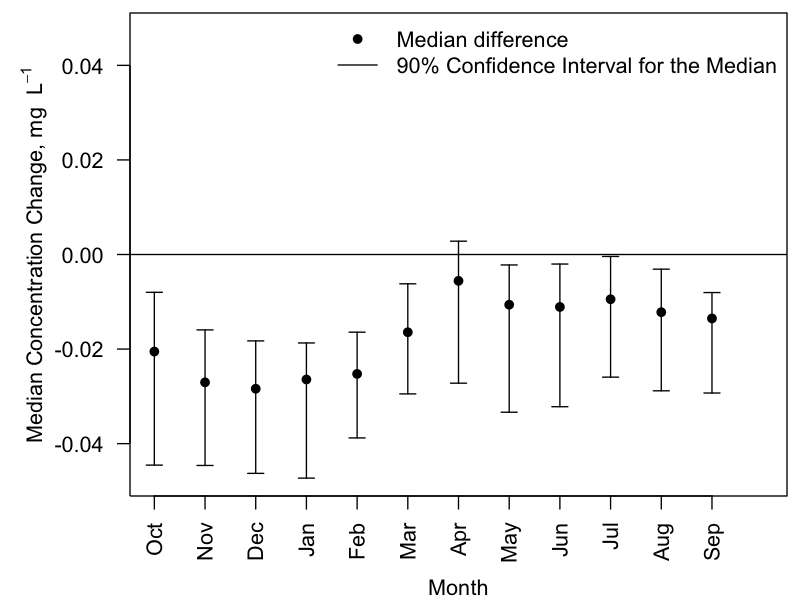 Median difference
90% Confidence Interval for the Median
Median Concentration Change, mg L⁻¹
0.04
0.02
0.00
-0.02
-0.04
Oct Nov Dec Jan Feb Mar Apr May Jun Jul Aug Sep
Month